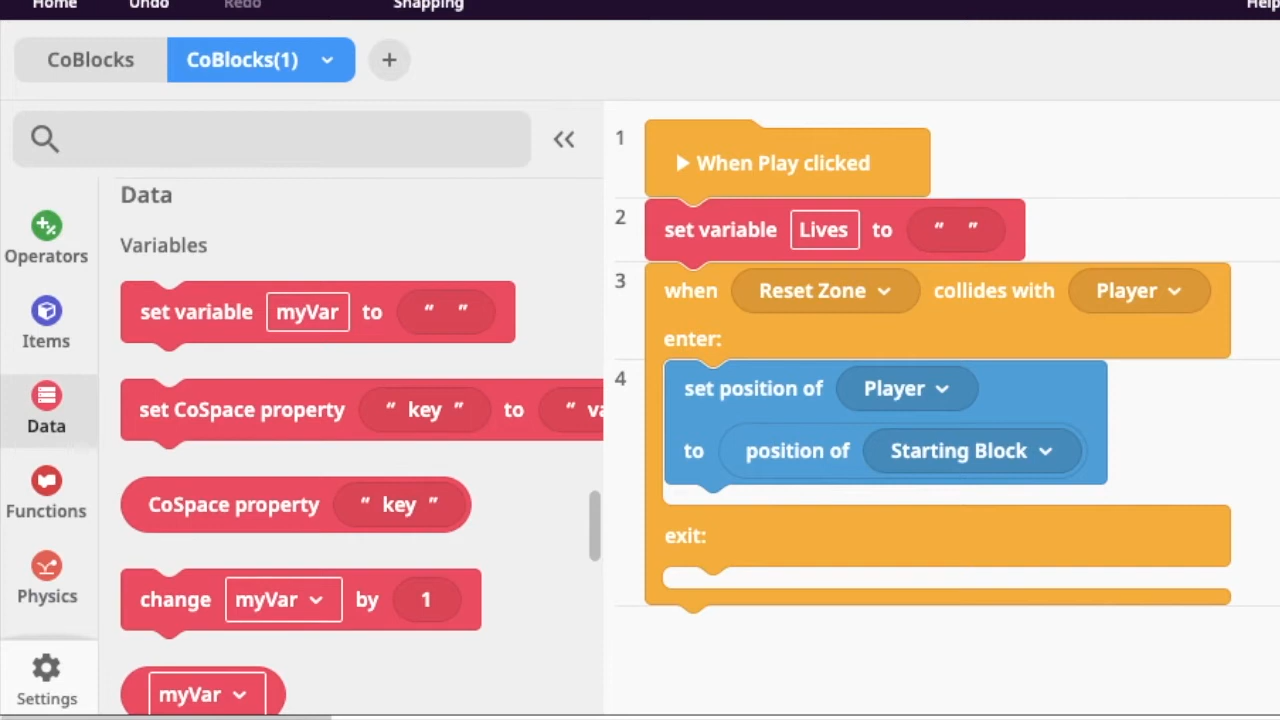 Home Undo Redo Snapping Help
CoBlocks CoBlocks(1) +
Data
Variables
set variable myVar to “ ”
set CoSpace property “ key ” to “ va
CoSpace property “ key ”
change myVar by 1
myVar
Operators
Items
Data
Functions
Physics
Settings
1 When Play clicked
2 set variable Lives to “ ”
3 when Reset Zone collides with Player
enter:
4 set position of Player
to position of Starting Block
exit: